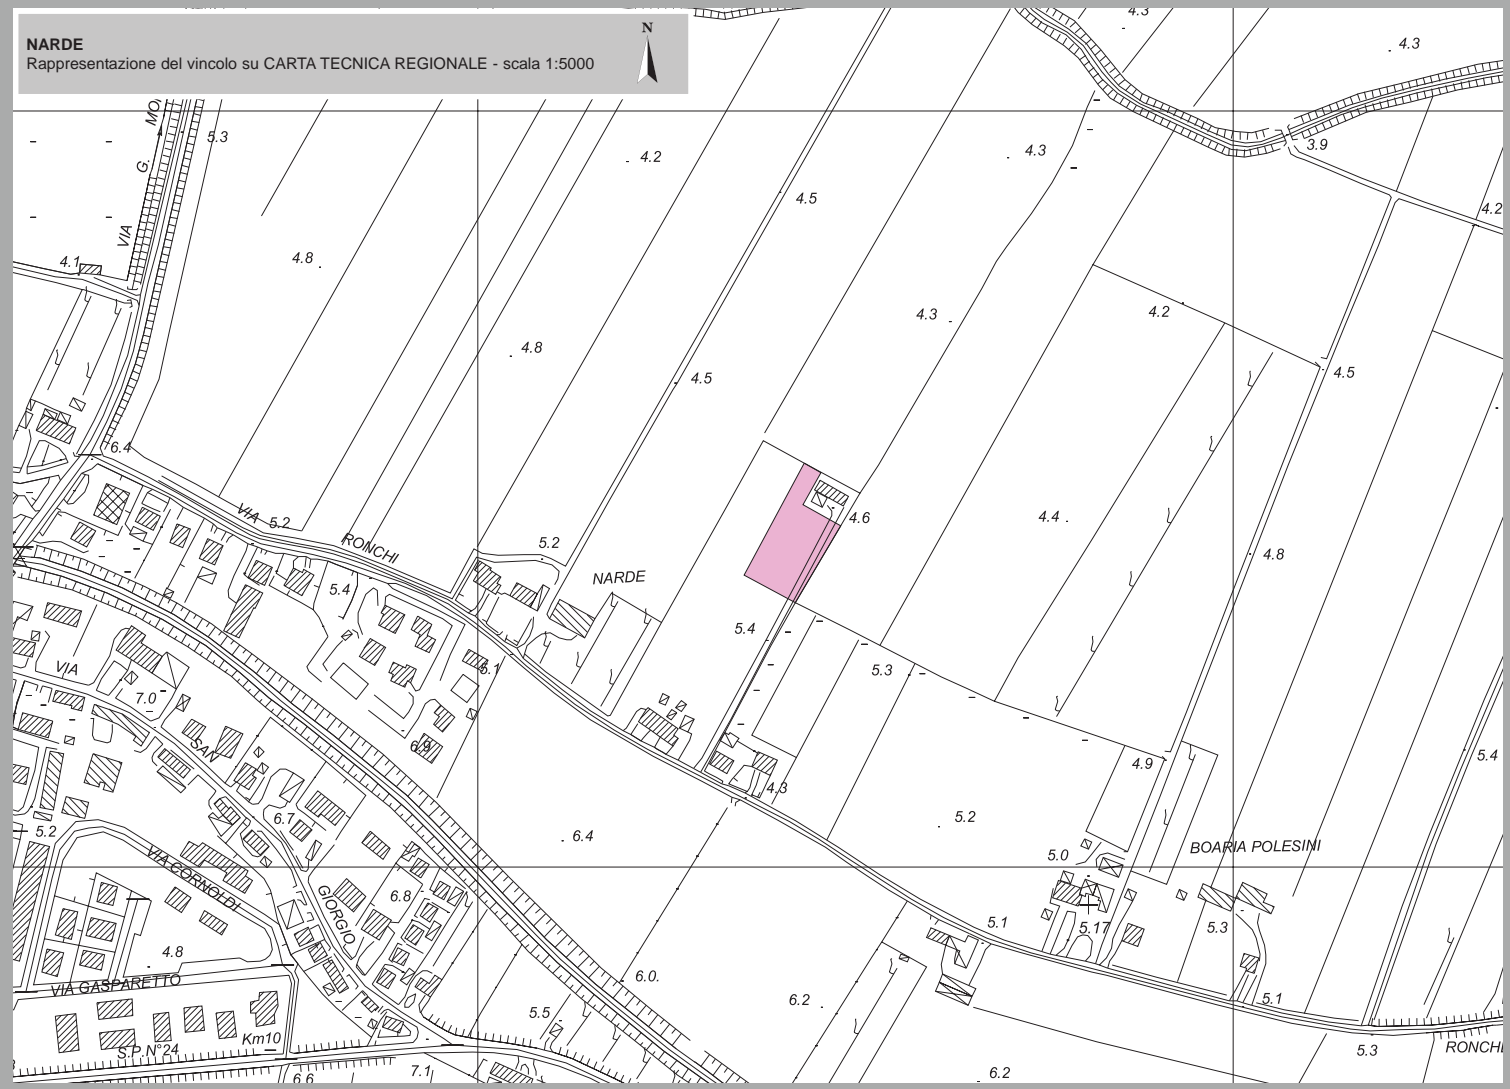 NARDE
Rappresentazione del vincolo su CARTA TECNICA REGIONALE - scala 1:5000
N
4.3
4.3
MO
5.3
G.
4.2
4.3
3.9
4.5
4.2
VIA
4.1
4.8
4.3
4.2
4.8
4.5
4.5
6.4
VIA
5.2
RONCHI
5.2
4.6
4.4
4.8
5.4
NARDE
5.4
5.3
5.1
VIA
7.0
SAN
6.9
4.9
5.4
4.3
6.7
5.2
5.2
6.4
5.0
BOARIA POLESINI
VIA CORNOLDI
6.8
GIORGIO
5.1
5.17
5.3
4.8
VIA GASPARETTO
6.0.
6.2
5.1
5.5
Km10
S.P.N°24
5.3
RONCHI
6.6
7.1
6.2